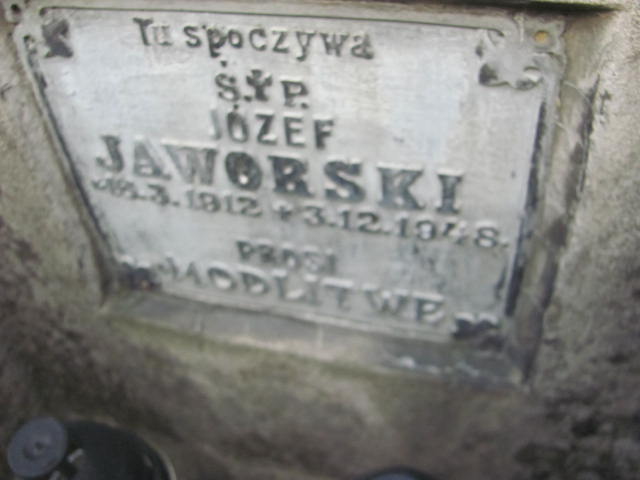 Tu spoczywa
Ś.†P.
JÓZEF
JAWORSKI
3.1912 + 3.12.1948.
PROSI
O MODLITWĘ